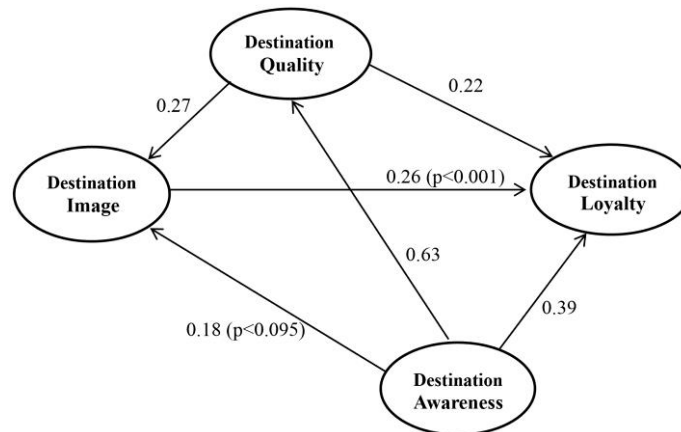 Destination
Quality
0.27
0.22
Destination
Image
0.26 (p<0.001)
Destination
Loyalty
0.63
0.18 (p<0.095)
0.39
Destination
Awareness